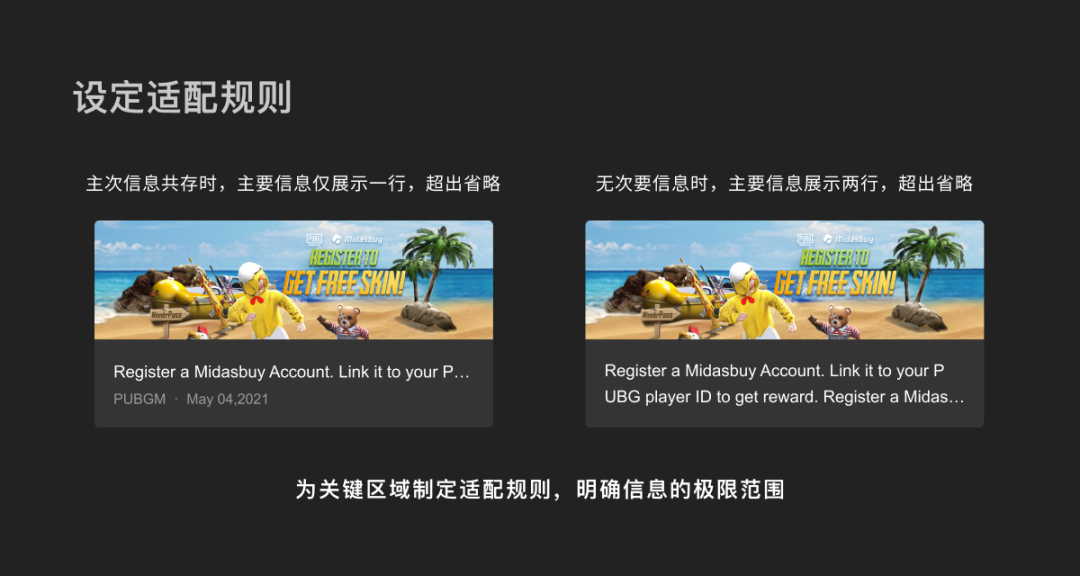 设定适配规则
主次信息共存时，主要信息仅展示一行，超出省略
PUBG Midasbuy
REGISTER TO
GET FREE SKIN!
WinnerPass
Register a Midasbuy Account. Link it to your P…
PUBGM · May 04,2021
无次要信息时，主要信息展示两行，超出省略
PUBG Midasbuy
REGISTER TO
GET FREE SKIN!
WinnerPass
Register a Midasbuy Account. Link it to your P
UBG player ID to get reward. Register a Midas…
为关键区域制定适配规则，明确信息的极限范围